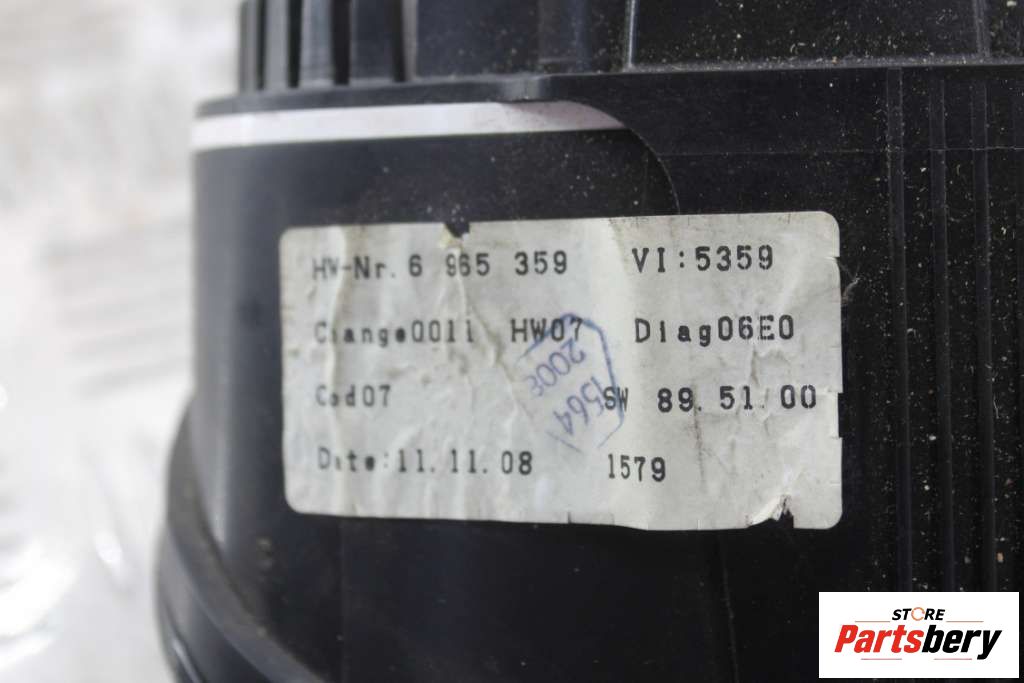 HW-Nr. 6 965 359 VI:5359
Change0011 HW07 Diag06E0
Cod07 SW 89.51.00
Date:11.11.08 1579
1564
2008
STORE
Partsbery